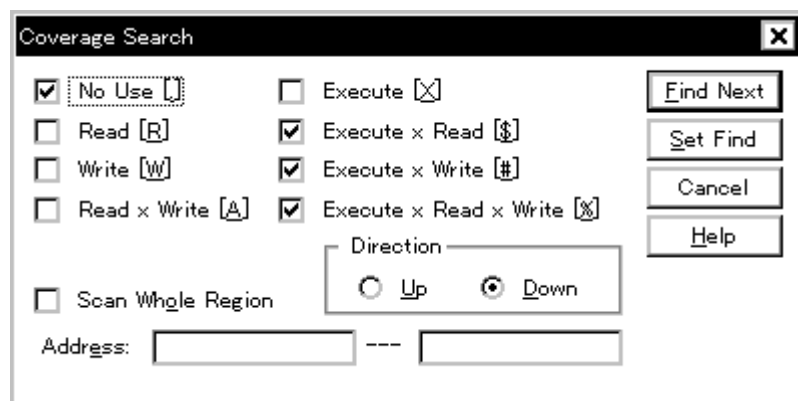 Coverage Search
No Use [.]
Execute [X]
Find Next
Read [R]
Execute x Read [$]
Set Find
Write [W]
Execute x Write [#]
Cancel
Read x Write [A]
Execute x Read x Write [%]
Help
Direction
Up
Down
Scan Whole Region
Address:
---